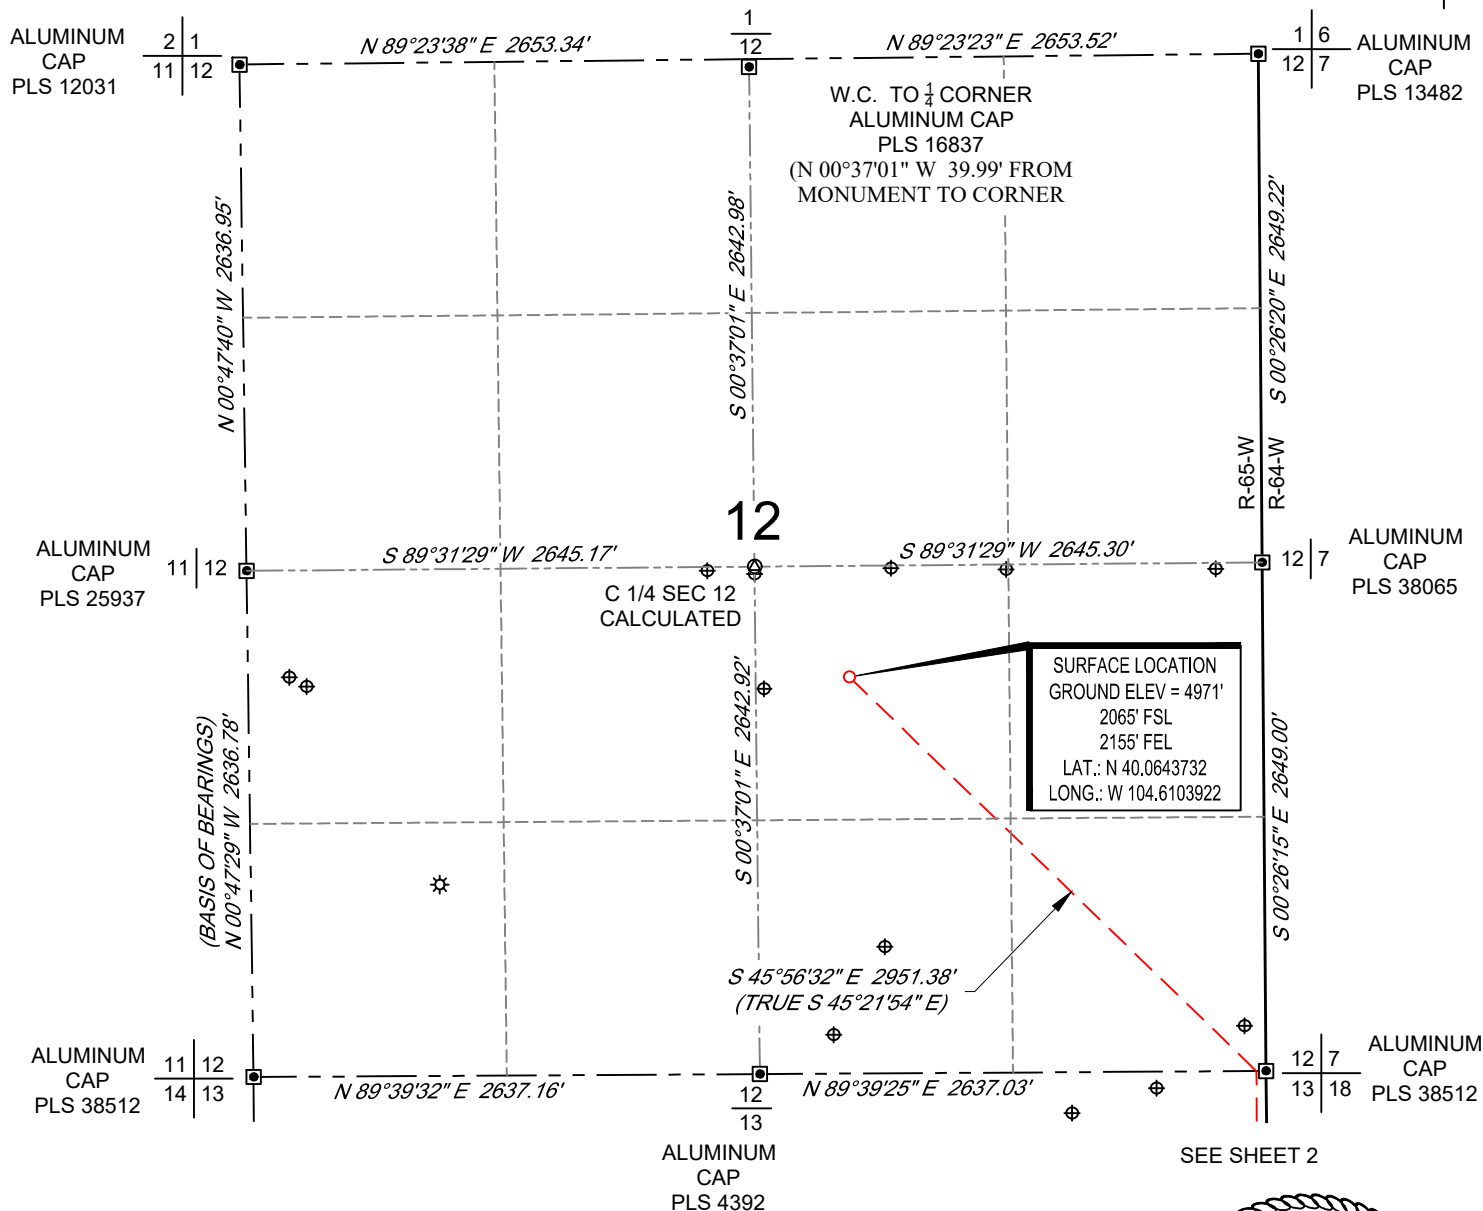 ALUMINUM
CAP
PLS 12031
2 1
11 12
N 89°23'38" E 2653.34'
1
12
N 89°23'23" E 2653.52'
1 6
12 7
ALUMINUM
CAP
PLS 13482
W.C. TO 1/4 CORNER
ALUMINUM CAP
PLS 16837
(N 00°37'01" W 39.99' FROM
MONUMENT TO CORNER
N 00°47'40" W 2636.95'
S 00°37'01" E 2642.98'
S 00°26'20" E 2649.22'
R-65-W
R-64-W
12
ALUMINUM
CAP
PLS 25937
11 12
S 89°31'29" W 2645.17'
S 89°31'29" W 2645.30'
12 7
ALUMINUM
CAP
PLS 38065
C 1/4 SEC 12
CALCULATED
SURFACE LOCATION
GROUND ELEV = 4971'
2065' FSL
2155' FEL
LAT.: N 40.0643732
LONG.: W 104.6103922
(BASIS OF BEARINGS)
N 00°47'29" W 2636.78'
S 00°37'01" E 2642.92'
S 00°26'15" E 2649.00'
S 45°56'32" E 2951.38'
(TRUE S 45°21'54" E)
ALUMINUM
CAP
PLS 38512
11 12
14 13
N 89°39'32" E 2637.16'
12
13
N 89°39'25" E 2637.03'
12 7
13 18
ALUMINUM
CAP
PLS 38512
ALUMINUM
CAP
PLS 4392
SEE SHEET 2